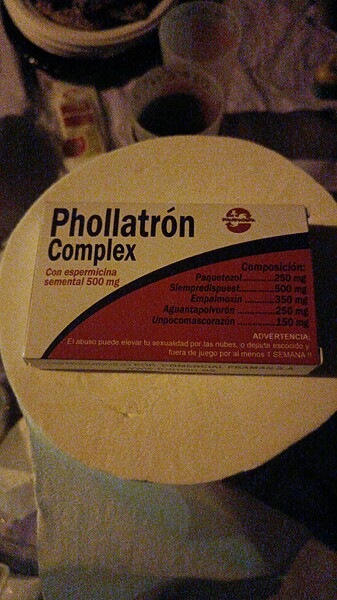 Phollatrón
Complex
Con espermicina
semental 500 mg
Composición:
Paquetezol..............250 mg
Siempredispuest..........500 mg
Empalmoxin..............350 mg
Aguantapolvorón..........250 mg
Unpocomascorazón..........150 mg
ADVERTENCIA:
El abuso puede elevar tu sexualidad por las nubes, o dejarte escocido y
fuera de juego por al menos 1 SEMANA !!
COMERCIAL